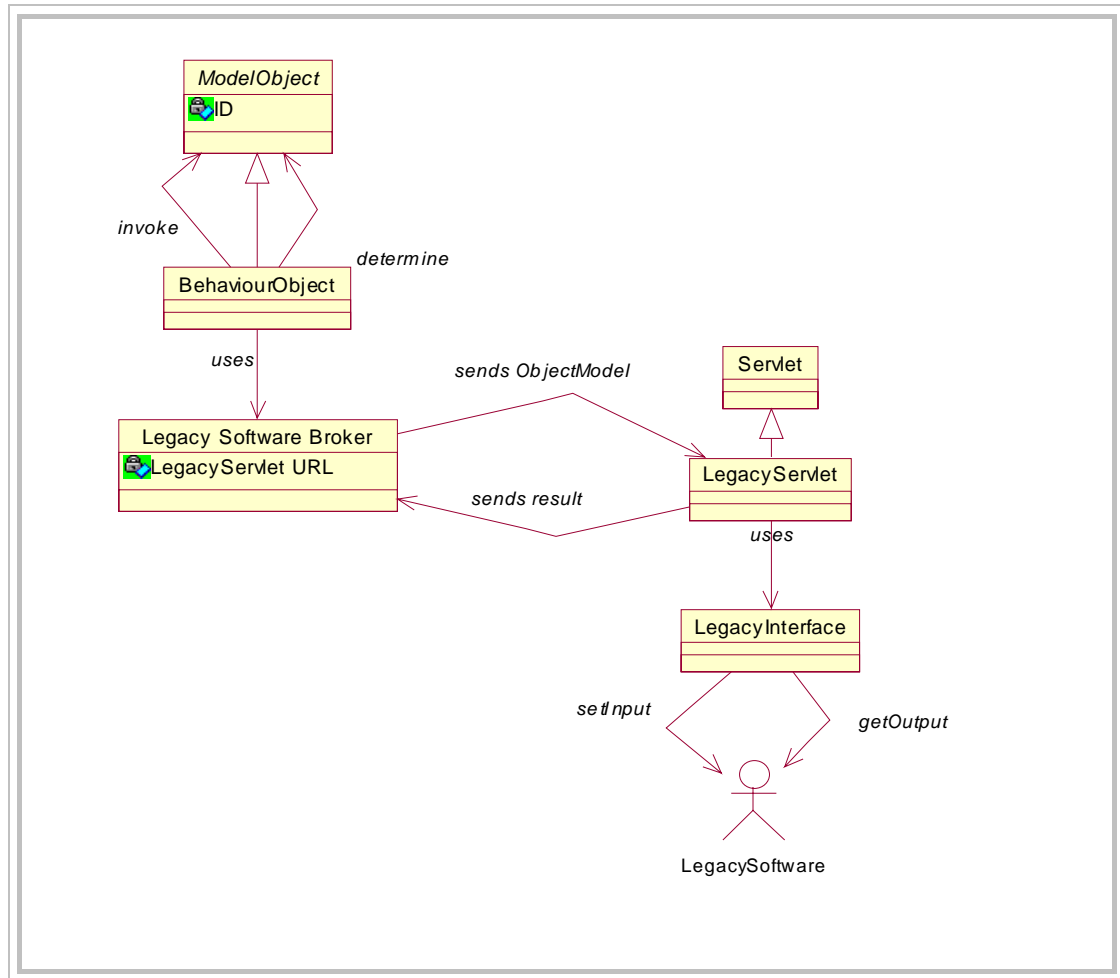 ModelObject
ID
invoke
determine
BehaviourObject
uses
sends ObjectModel
Servlet
Legacy Software Broker
LegacyServlet URL
LegacyServlet
sends result
uses
LegacyInterface
setInput
getOutput
LegacySoftware